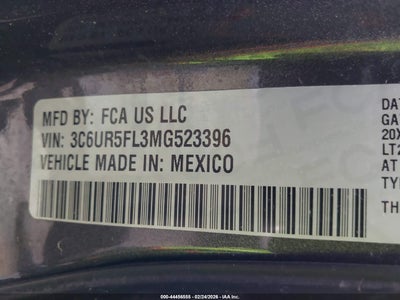 MFD BY: FCA US LLC
VIN: 3C6UR5FL3MG523396
VEHICLE MADE IN: MEXICO
DAT
GA
20X
LT2
AT
TYP
TH
000-44456555 - 02/24/2026 - IAA, Inc.